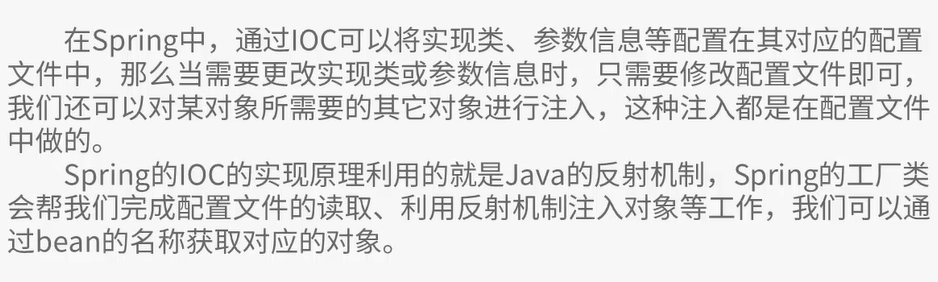 在Spring中，通过IOC可以将实现类、参数信息等配置在其对应的配置
文件中，那么当需要更改实现类或参数信息时，只需要修改配置文件即可，
我们还可以对某对象所需要的其它对象进行注入，这种注入都是在配置文件
中做的。
Spring的IOC的实现原理利用的就是Java的反射机制，Spring的工厂类
会帮我们完成配置文件的读取、利用反射机制注入对象等工作，我们可以通
过bean的名称获取对应的对象。